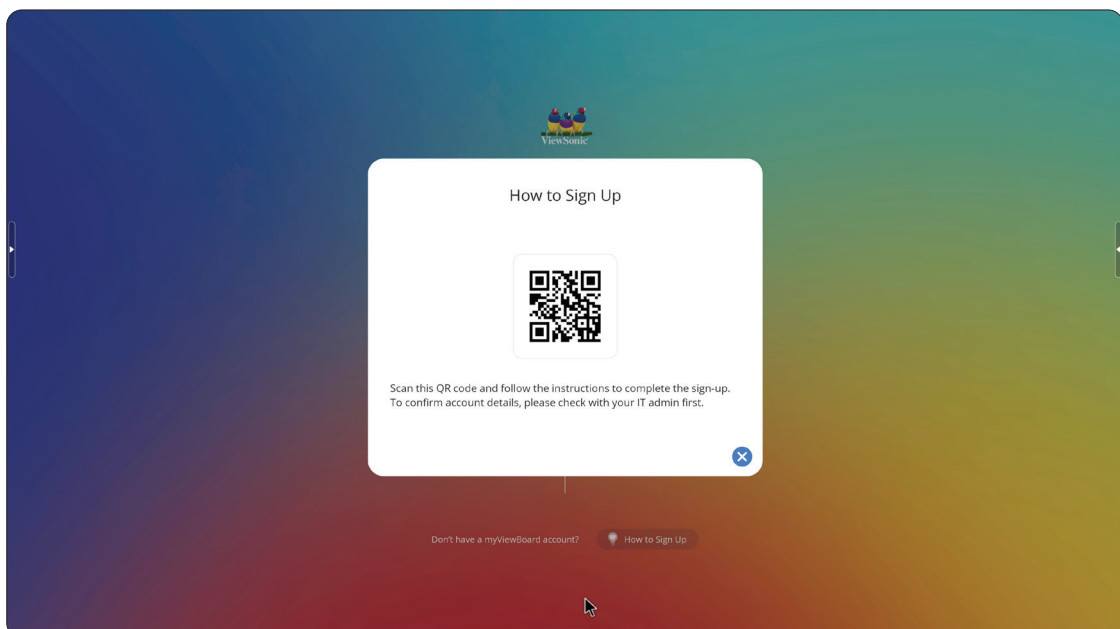 ViewSonic
How to Sign Up
Scan this QR code and follow the instructions to complete the sign-up.
To confirm account details, please check with your IT admin first.
Don't have a myViewBoard account?
How to Sign Up